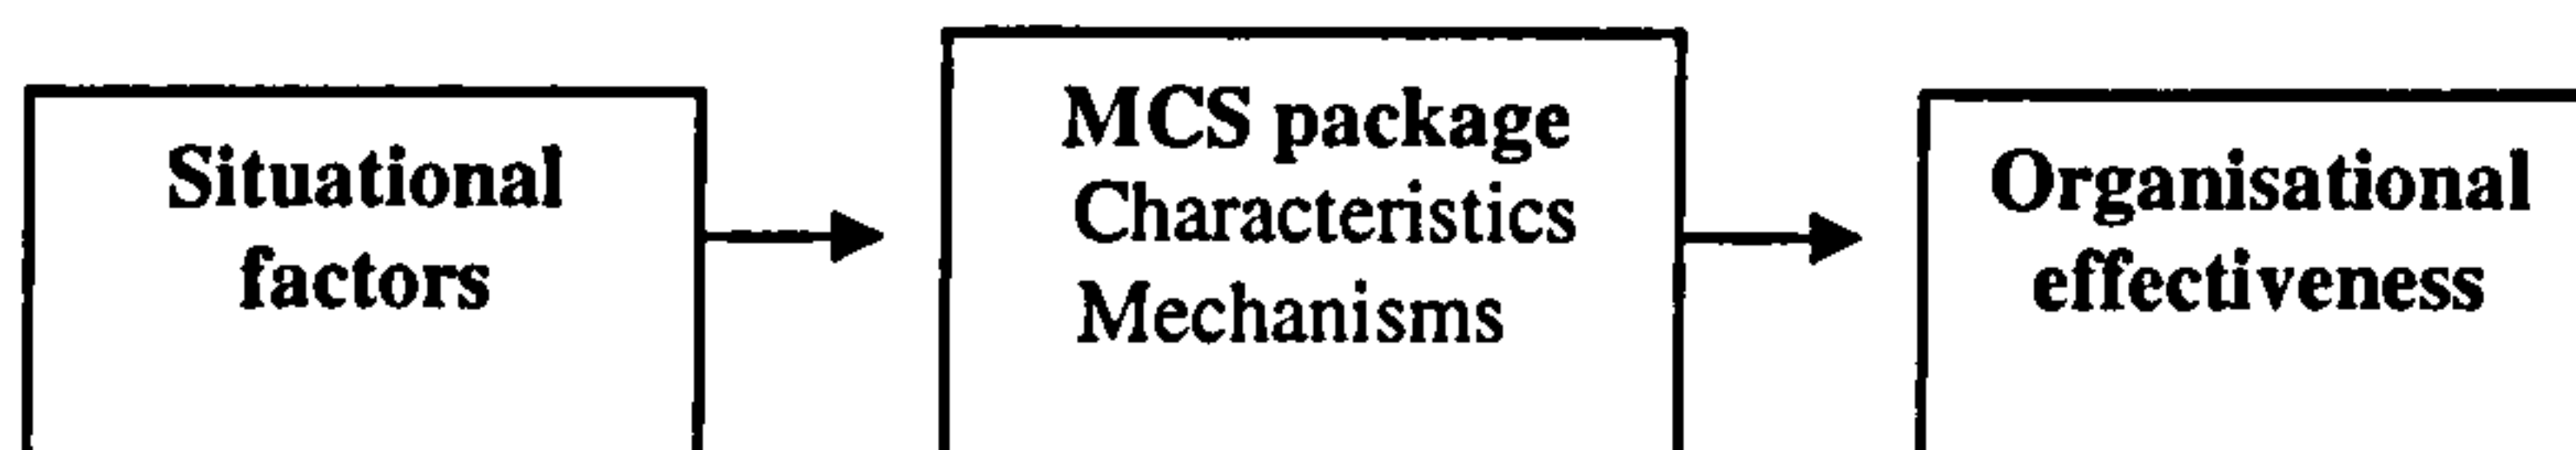 Situational
factors
MCS package
Characteristics
Mechanisms
Organisational
effectiveness